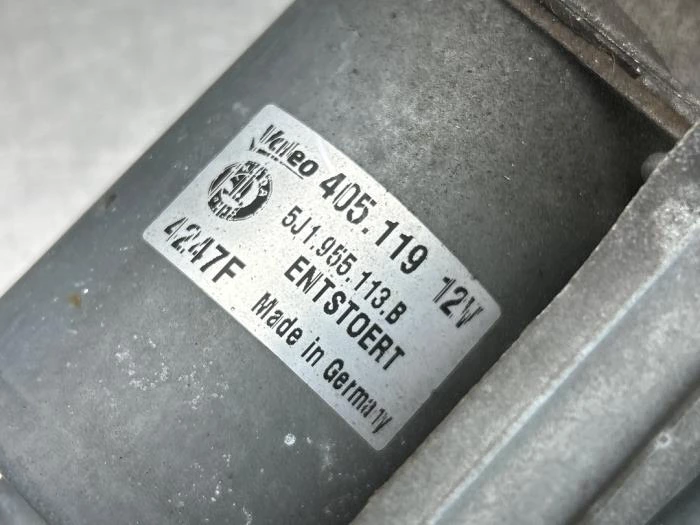 Valeo 405.119 12V
5J1.955.113.B
4247F ENTSTOERT
Made in Germany